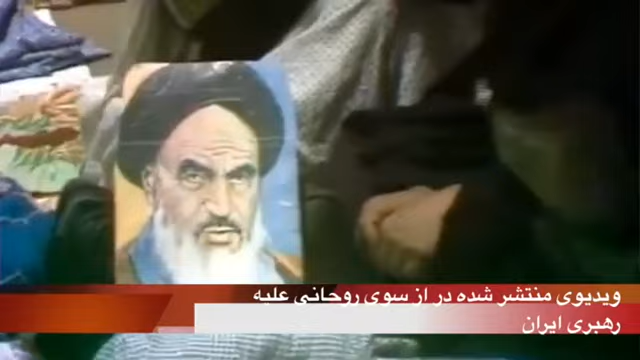 ویدیوی منتشر شده در از سوی روحانی علیه
رهبری ایران